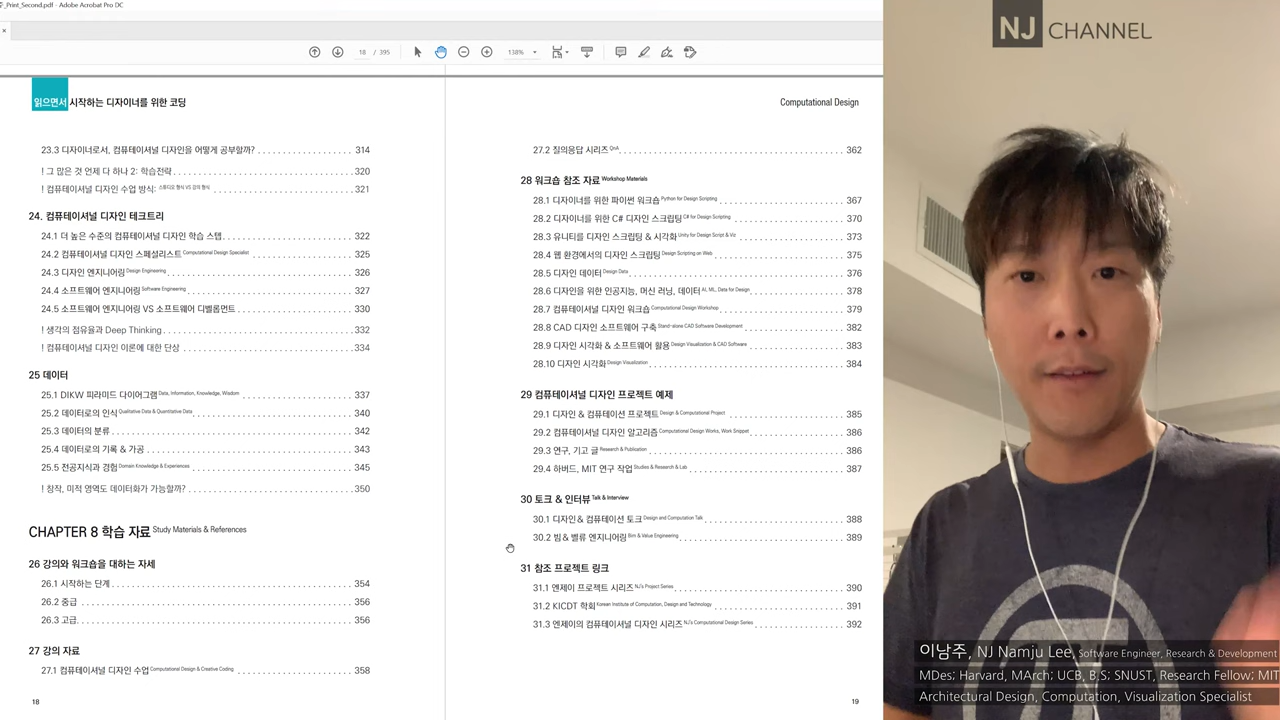 _Print_Second.pdf - Adobe Acrobat Pro DC
18 / 395
138%
읽으면서 시작하는 디자이너를 위한 코딩
23.3 디자이너로서, 컴퓨테이셔널 디자인을 어떻게 공부할까? 314
! 그 많은 것 언제 다 하나 2: 학습전략 320
! 컴퓨테이셔널 디자인 수업 방식: 스튜디오 형식 VS 강의 형식 321
24. 컴퓨테이셔널 디자인 테크트리
24.1 더 높은 수준의 컴퓨테이셔널 디자인 학습 스텝 322
24.2 컴퓨테이셔널 디자인 스페셜리스트 Computational Design Specialist 325
24.3 디자인 엔지니어링 Design Engineering 326
24.4 소프트웨어 엔지니어링 Software Engineering 327
24.5 소프트웨어 엔지니어링 VS 소프트웨어 디벨롭먼트 330
! 생각의 점유율과 Deep Thinking 332
! 컴퓨테이셔널 디자인 이론에 대한 단상 334
25 데이터
25.1 DIKW 피라미드 다이어그램 Data, Information, Knowledge, Wisdom 337
25.2 데이터로의 인식 Qualitative Data & Quantitative Data 340
25.3 데이터의 분류 342
25.4 데이터로의 기록 & 가공 343
25.5 전공지식과 경험 Domain Knowledge & Experiences 345
! 창작, 미적 영역도 데이터화가 가능할까? 350
CHAPTER 8 학습 자료 Study Materials & References
26 강의와 워크숍을 대하는 자세
26.1 시작하는 단계 354
26.2 중급 356
26.3 고급 356
27 강의 자료
27.1 컴퓨테이셔널 디자인 수업 Computational Design & Creative Coding 358
18
Computational Design
27.2 질의응답 시리즈 QnA 362
28 워크숍 참조 자료 Workshop Materials
28.1 디자이너를 위한 파이썬 워크숍 Python for Design Scripting 367
28.2 디자이너를 위한 C# 디자인 스크립팅 C# for Design Scripting 370
28.3 유니티를 디자인 스크립팅 & 시각화 Unity for Design Script & Viz 373
28.4 웹 환경에서의 디자인 스크립팅 Design Scripting on Web 375
28.5 디자인 데이터 Design Data 376
28.6 디자인을 위한 인공지능, 머신 러닝, 데이터 AI, ML, Data for Design 378
28.7 컴퓨테이셔널 디자인 워크숍 Computational Design Workshop 379
28.8 CAD 디자인 소프트웨어 구축 Stand-alone CAD Software Development 382
28.9 디자인 시각화 & 소프트웨어 활용 Design Visualization & CAD Software 383
28.10 디자인 시각화 Design Visualization 384
29 컴퓨테이셔널 디자인 프로젝트 예제
29.1 디자인 & 컴퓨테이션 프로젝트 Design & Computational Project 385
29.2 컴퓨테이셔널 디자인 알고리즘 Computational Design Works, Work Snippet 386
29.3 연구, 기고 글 Research & Publication 386
29.4 하버드, MIT 연구 작업 Studies & Research & Lab 387
30 토크 & 인터뷰 Talk & Interview
30.1 디자인& 컴퓨테이션 토크 Design and Computation Talk 388
30.2 빔& 밸류 엔지니어링 Bim & Value Engineering 389
31 참조 프로젝트 링크
31.1 엔제이 프로젝트 시리즈 NJ's Project Series 390
31.2 KICDT 학회 Korean Institute of Computation, Design and Technology 391
31.3 엔제이의 컴퓨테이셔널 디자인 시리즈 NJ's Computational Design Series 392
19
NJ CHANNEL
이남주, NJ Namju Lee, Software Engineer, Research & Development
MDes; Harvard, MArch; UCB, B.S; SNUST, Research Fellow; MIT
Architectural Design, Computation, Visualization Specialist